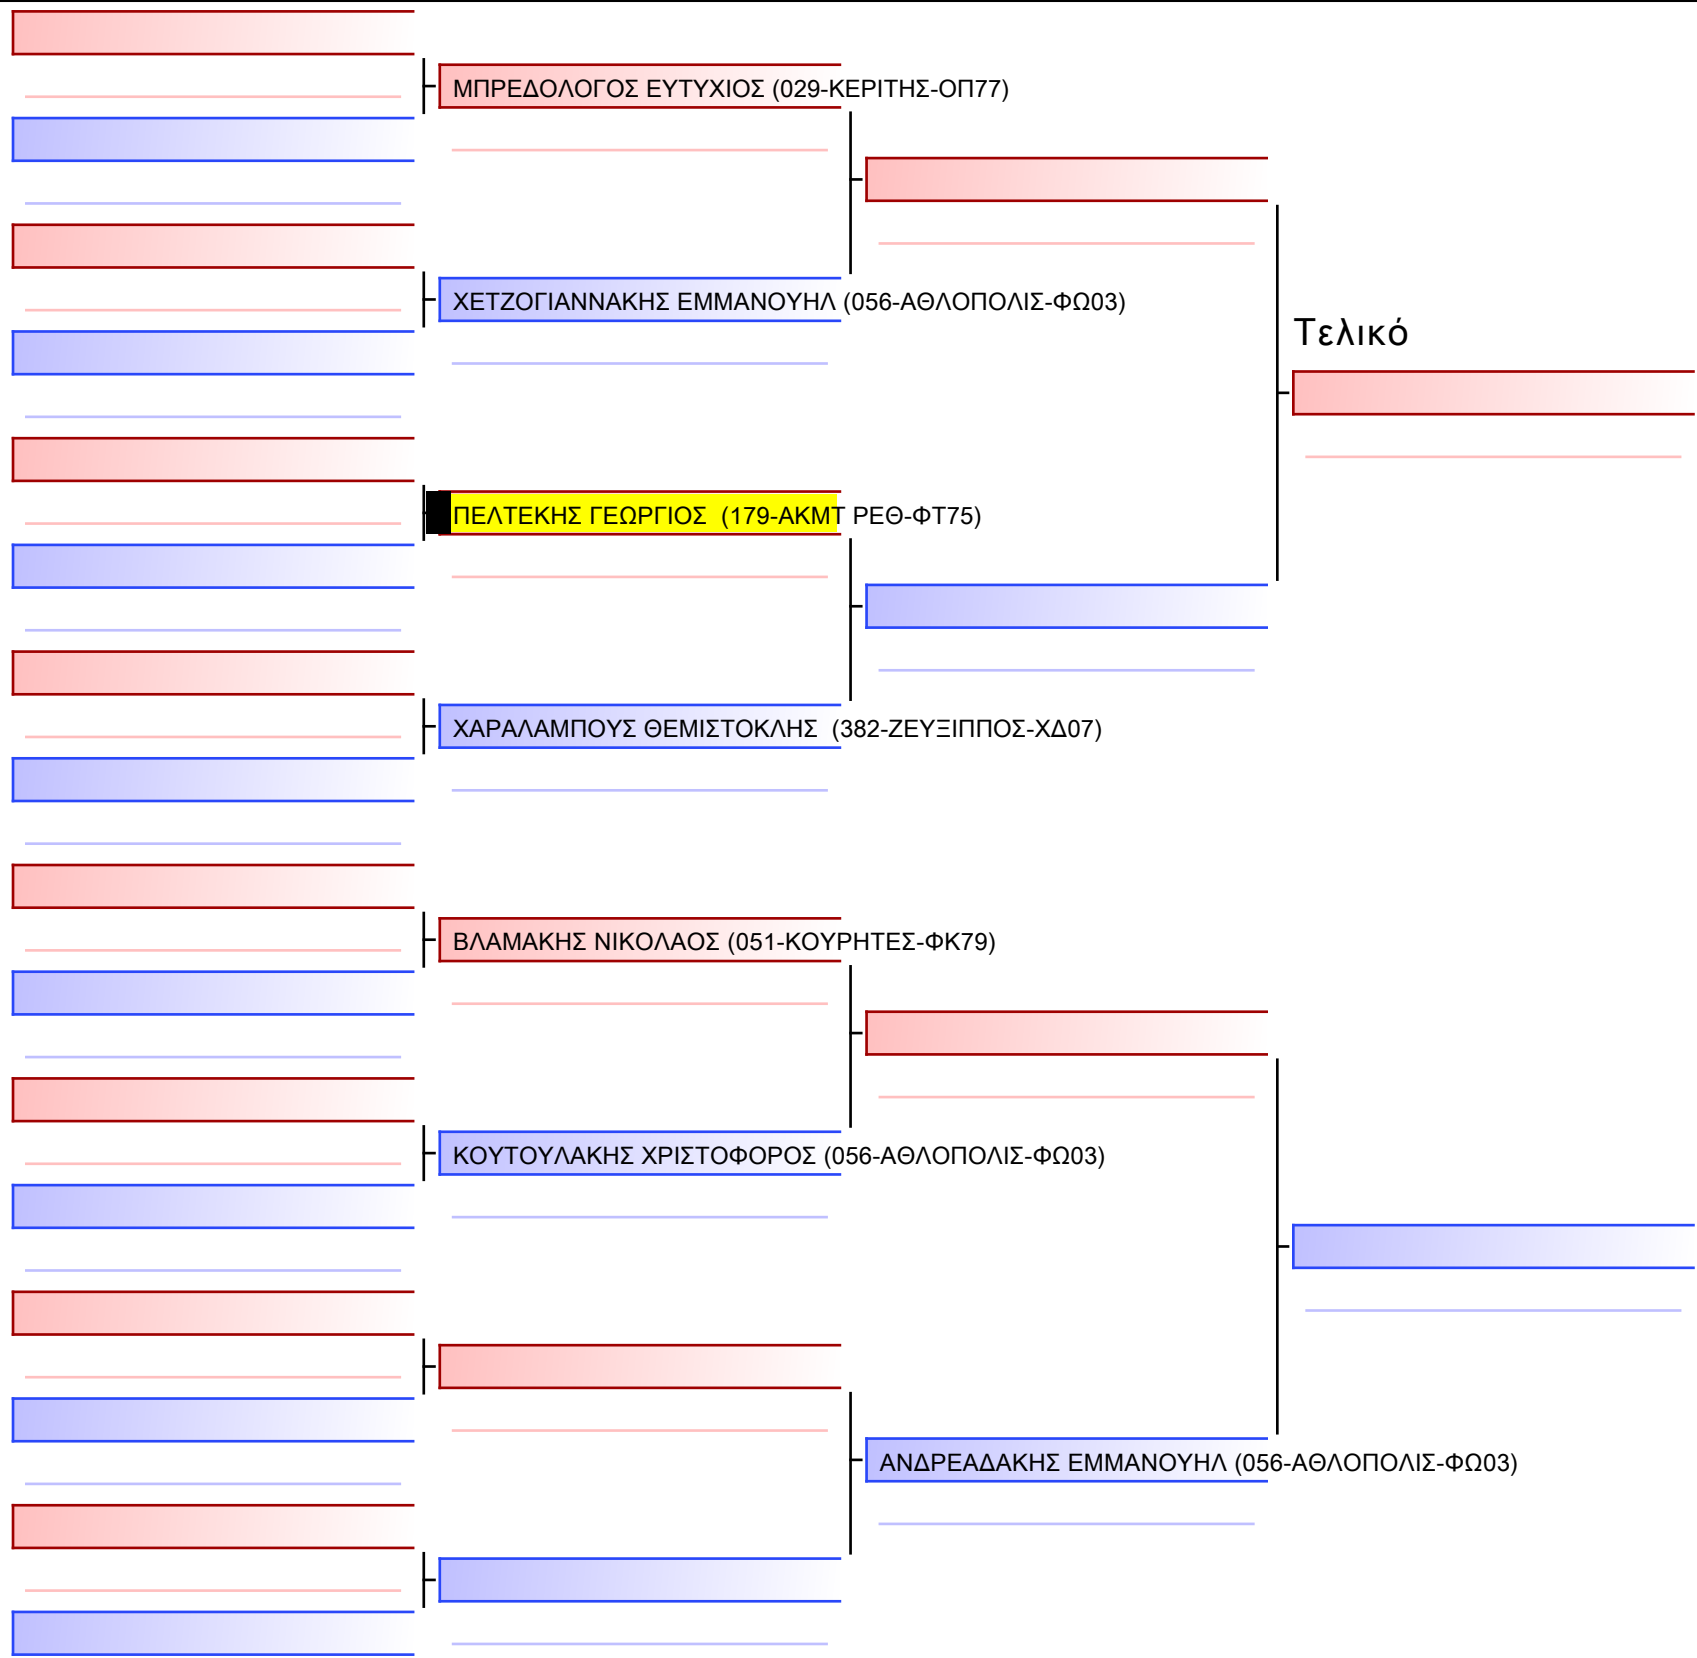 ΜΠΡΕΔΟΛΟΓΟΣ ΕΥΤΥΧΙΟΣ (029-ΚΕΡΙΤΗΣ-ΟΠ77)
ΧΕΤΖΟΓΙΑΝΝΑΚΗΣ ΕΜΜΑΝΟΥΗΛ (056-ΑΘΛΟΠΟΛΙΣ-ΦΩ03)
Τελικό
ΠΕΛΤΕΚΗΣ ΓΕΩΡΓΙΟΣ (179-ΑΚΜΤ ΡΕΘ-ΦΤ75)
ΧΑΡΑΛΑΜΠΟΥΣ ΘΕΜΙΣΤΟΚΛΗΣ (382-ΖΕΥΞΙΠΠΟΣ-ΧΔ07)
ΒΛΑΜΑΚΗΣ ΝΙΚΟΛΑΟΣ (051-ΚΟΥΡΗΤΕΣ-ΦΚ79)
ΚΟΥΤΟΥΛΑΚΗΣ ΧΡΙΣΤΟΦΟΡΟΣ (056-ΑΘΛΟΠΟΛΙΣ-ΦΩ03)
ΑΝΔΡΕΑΔΑΚΗΣ ΕΜΜΑΝΟΥΗΛ (056-ΑΘΛΟΠΟΛΙΣ-ΦΩ03)